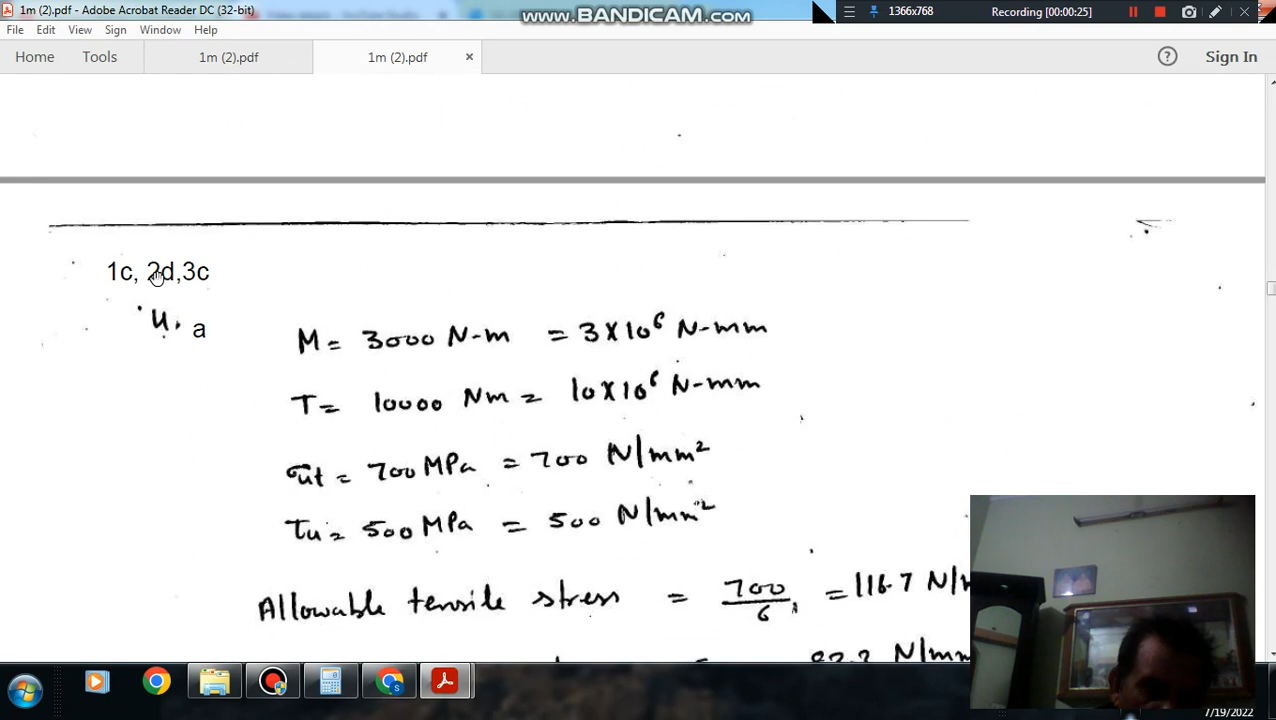 1m (2).pdf - Adobe Acrobat Reader DC (32-bit)
www.BANDICAM.com
1366x768
Recording [00:00:25]
File Edit View Sign Window Help
Home Tools 1m (2).pdf 1m (2).pdf × ? Sign In
1c, 2d,3c
4. a
M = 3000 N-m = 3×10⁶ N-mm
T = 10000 Nm = 10×10⁶ N-mm
σut = 700 MPa = 700 N/mm²
τu = 500 MPa = 500 N/mm²
Allowable tensile stress = 700/6 = 116.7 N/
N/mm
7/19/2022